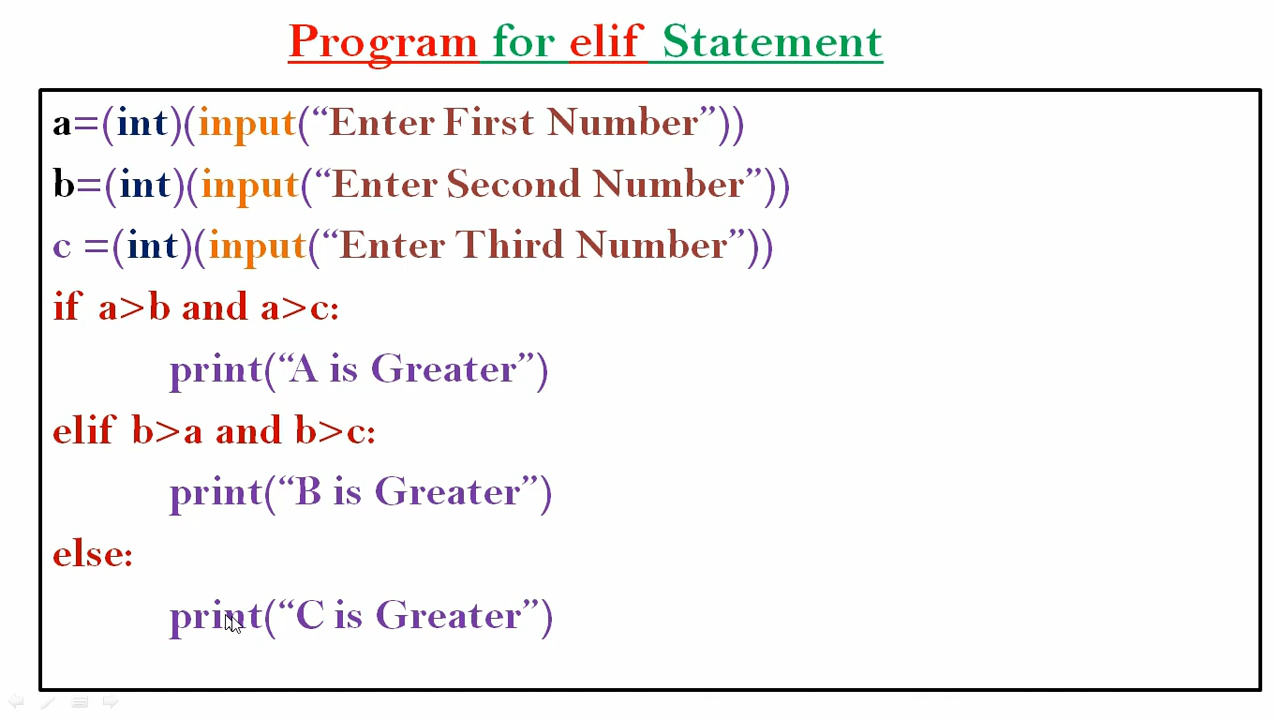 Program for elif Statement
a=(int)(input(“Enter First Number”))
b=(int)(input(“Enter Second Number”))
c =(int)(input(“Enter Third Number”))
if a>b and a>c:
print(“A is Greater”)
elif b>a and b>c:
print(“B is Greater”)
else:
print(“C is Greater”)